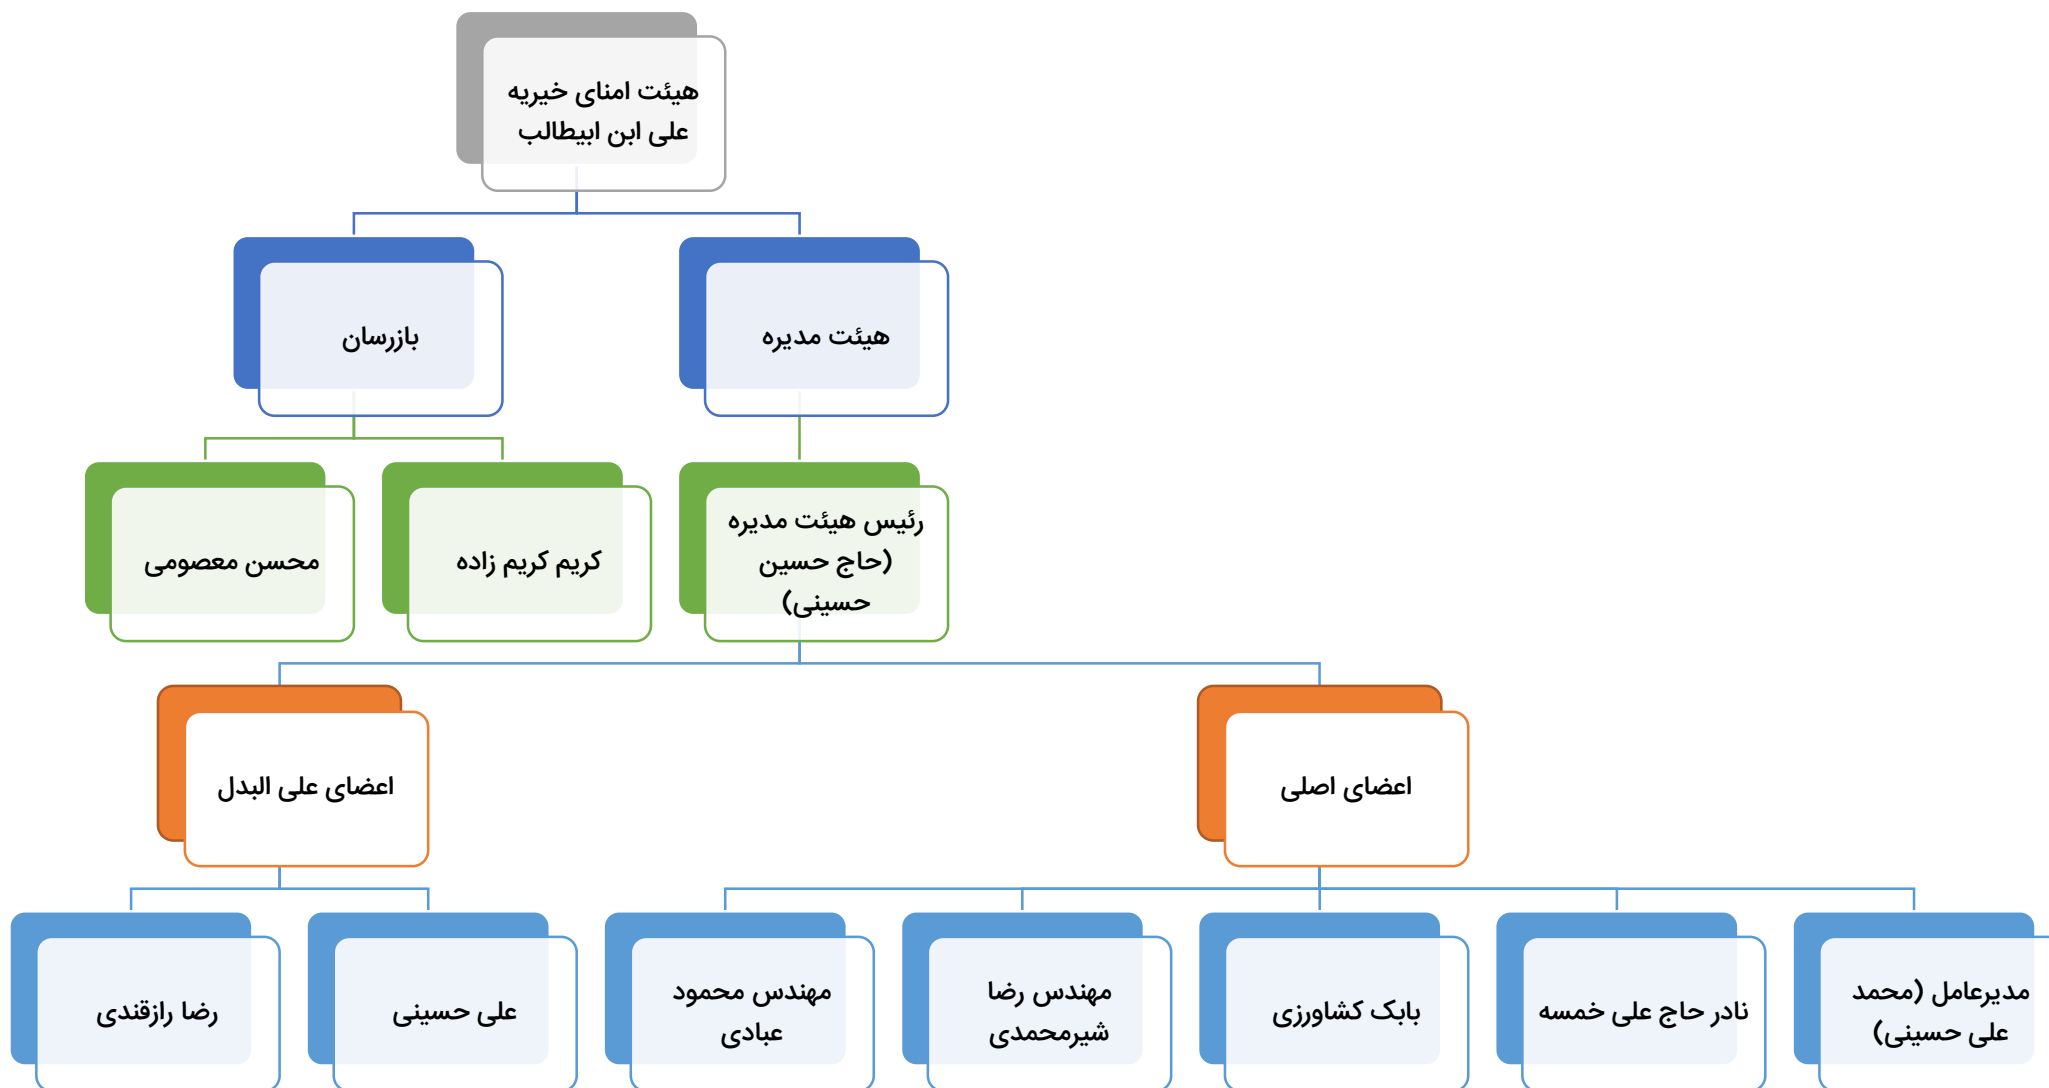 هیئت امنای خیریه
علی ابن ابیطالب
هیئت مدیره
بازرسان
رئیس هیئت مدیره
(حاج حسین
حسینی)
کریم کریم زاده
محسن معصومی
اعضای اصلی
اعضای علی البدل
مدیرعامل (محمد
علی حسینی)
نادر حاج علی خمسه
بابک کشاورزی
مهندس رضا
شیرمحمدی
مهندس محمود
عبادی
علی حسینی
رضا رازقندی